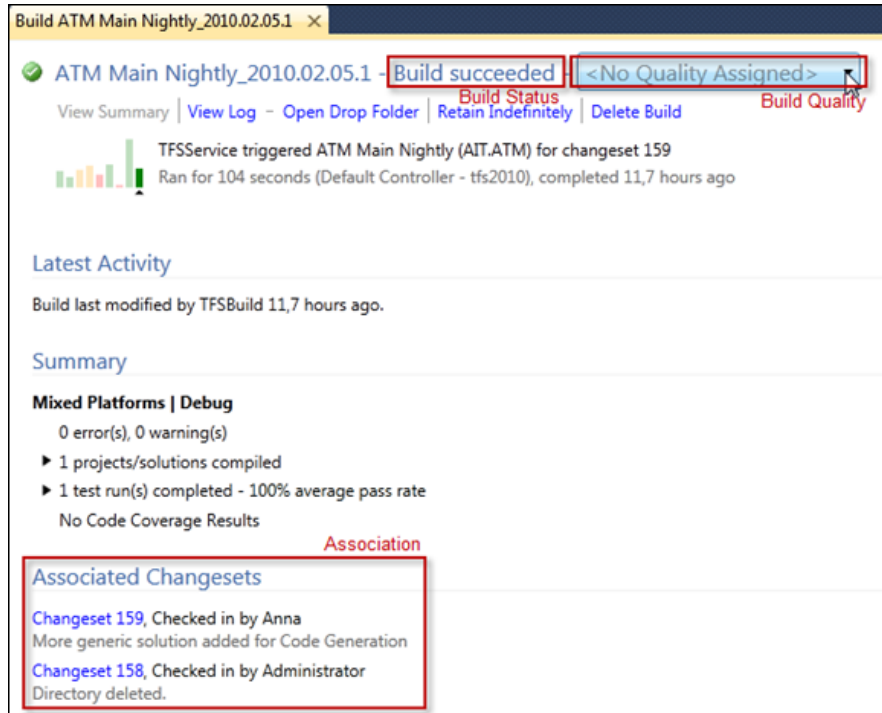 Build ATM Main Nightly_2010.02.05.1 ×
ATM Main Nightly_2010.02.05.1 - Build succeeded - <No Quality Assigned>
Build Status
Build Quality
View Summary | View Log - Open Drop Folder | Retain Indefinitely | Delete Build
TFSService triggered ATM Main Nightly (AIT.ATM) for changeset 159
Ran for 104 seconds (Default Controller - tfs2010), completed 11,7 hours ago
Latest Activity
Build last modified by TFSBuild 11,7 hours ago.
Summary
Mixed Platforms | Debug
0 error(s), 0 warning(s)
1 projects/solutions compiled
1 test run(s) completed - 100% average pass rate
No Code Coverage Results
Association
Associated Changesets
Changeset 159, Checked in by Anna
More generic solution added for Code Generation
Changeset 158, Checked in by Administrator
Directory deleted.